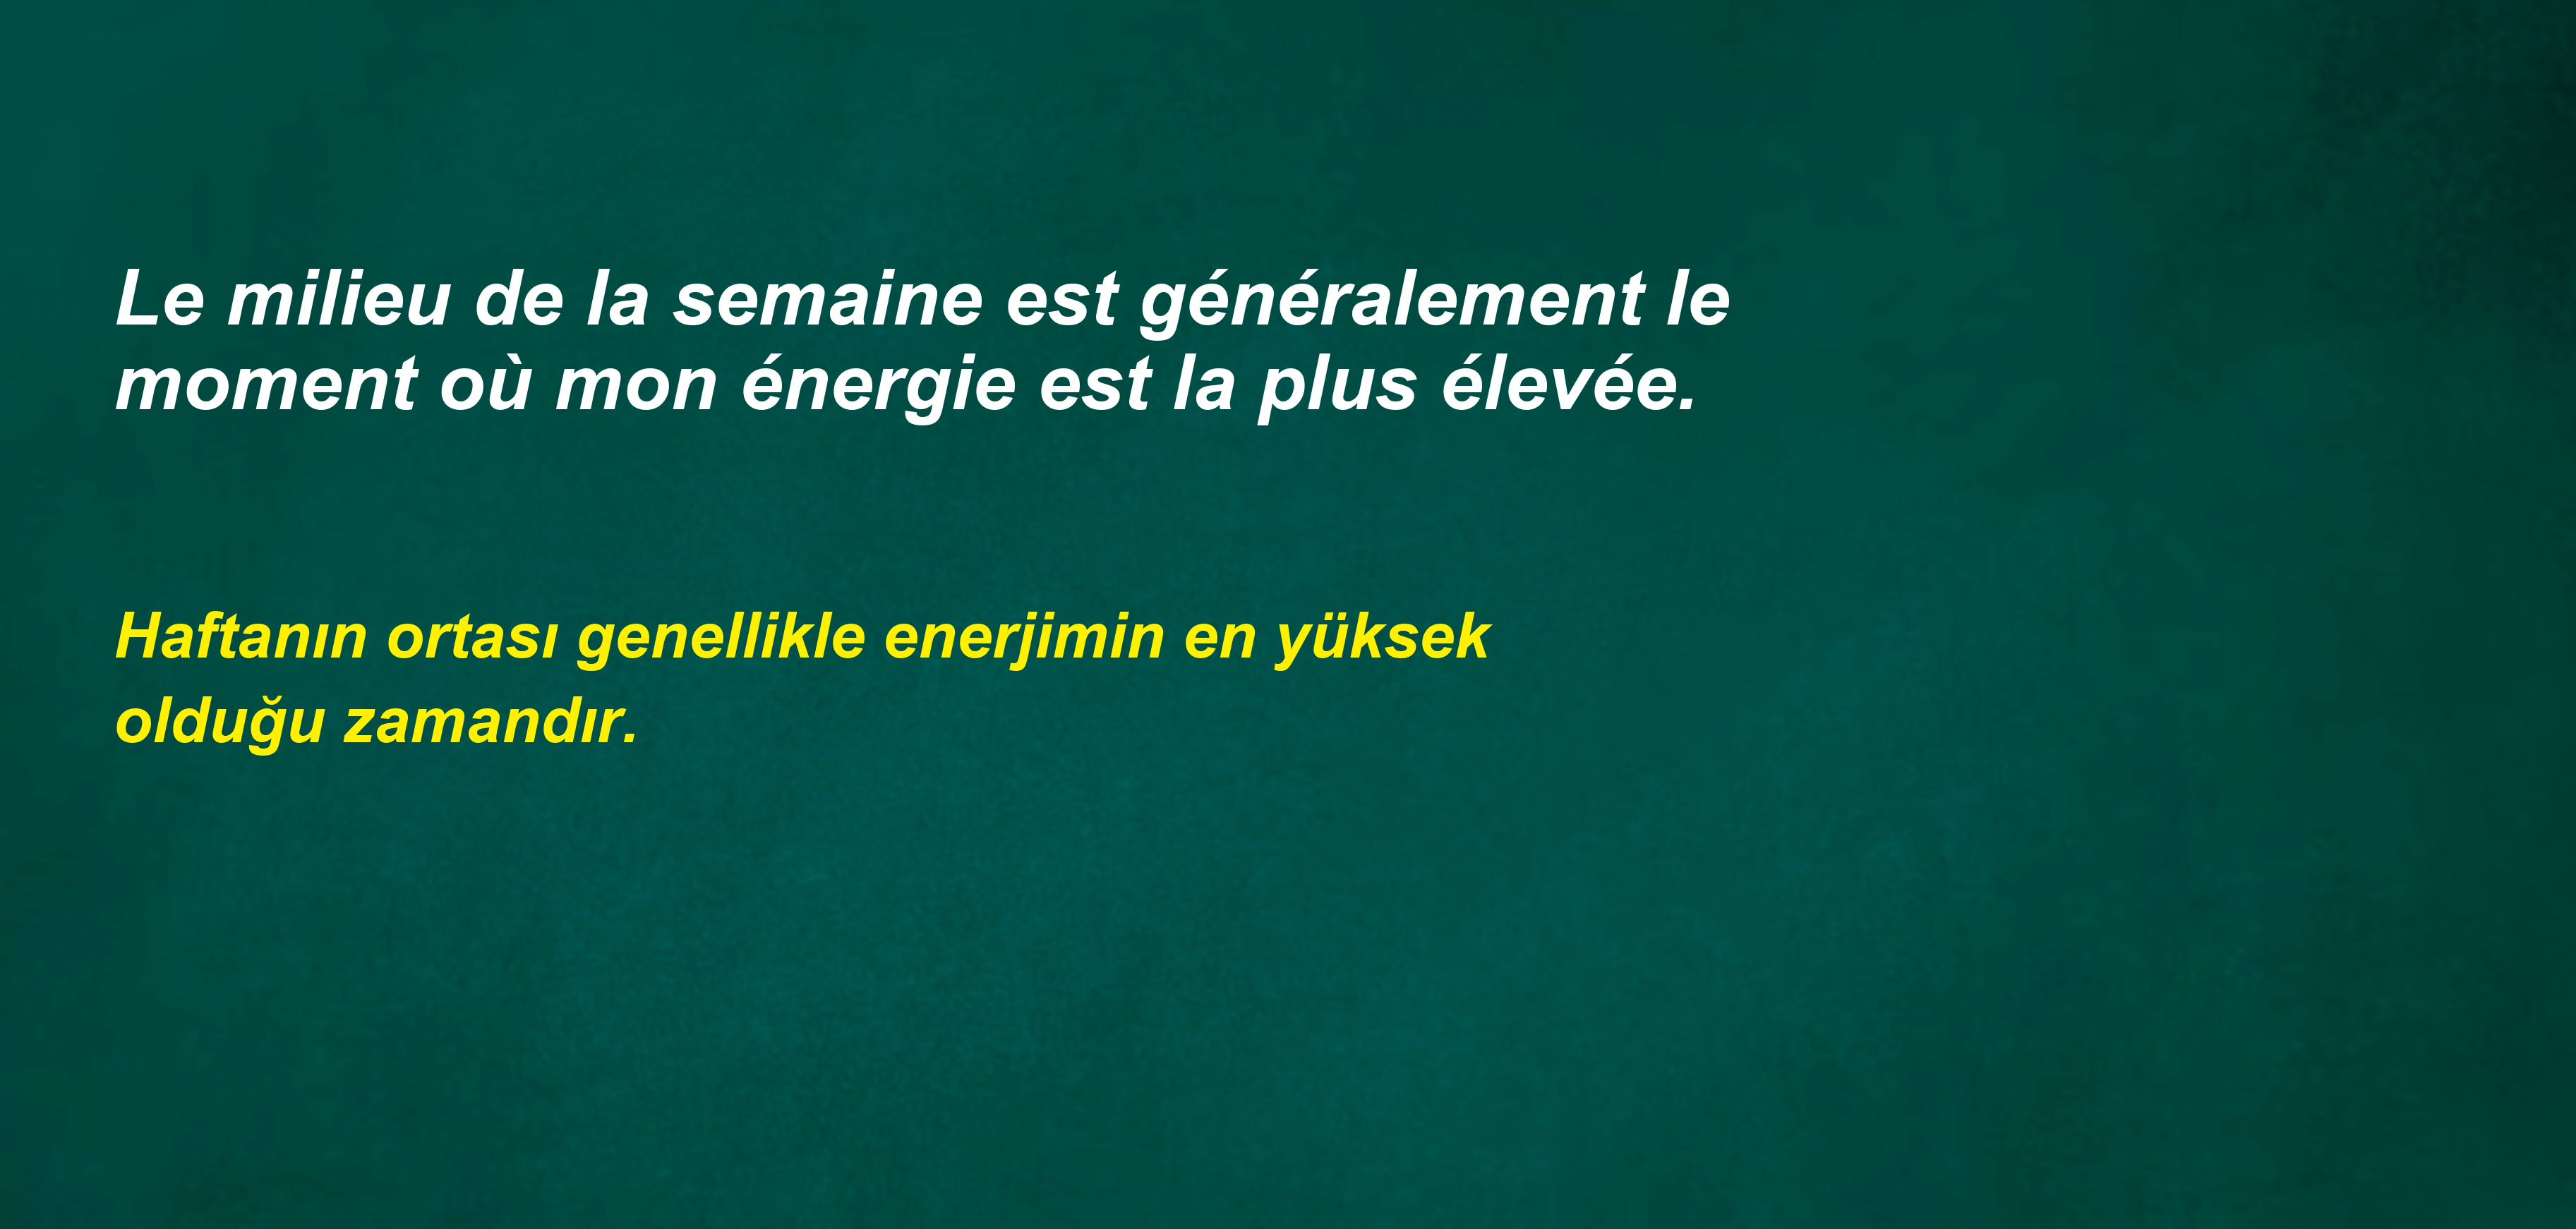 Le milieu de la semaine est généralement le
moment où mon énergie est la plus élevée.
Haftanın ortası genellikle enerjimin en yüksek
olduğu zamandır.